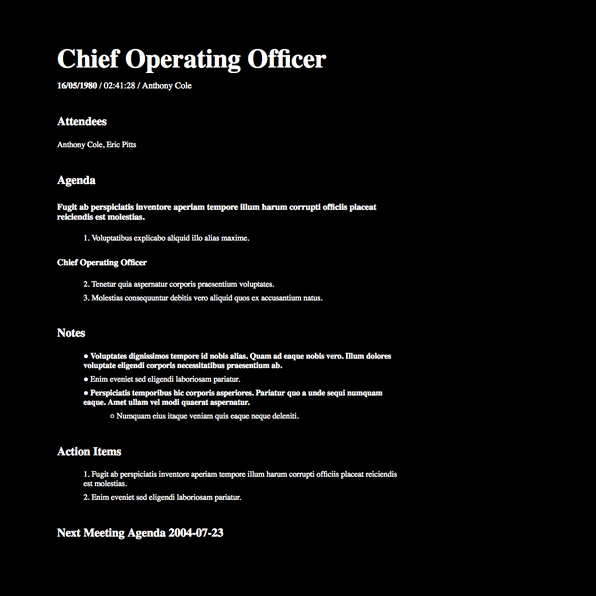 Chief Operating Officer
16/05/1980 / 02:41:28 / Anthony Cole
Attendees
Anthony Cole, Eric Pitts
Agenda
Fugit ab perspiciatis inventore aperiam tempore illum harum corrupti officiis placeat
reiciendis est molestias.
1. Voluptatibus explicabo aliquid illo alias maxime.
Chief Operating Officer
2. Tenetur quia aspernatur corporis praesentium voluptates.
3. Molestias consequuntur debitis vero aliquid quos ex accusantium natus.
Notes
● Voluptates dignissimos tempore id nobis alias. Quam ad eaque nobis vero. Illum dolores
voluptate eligendi corporis necessitatibus praesentium ab.
● Enim eveniet sed eligendi laboriosam pariatur.
● Perspiciatis temporibus hic corporis asperiores. Pariatur quo a unde sequi numquam
eaque. Amet ullam vel modi quaerat aspernatur.
○ Numquam eius itaque veniam quis eaque neque deleniti.
Action Items
1. Fugit ab perspiciatis inventore aperiam tempore illum harum corrupti officiis placeat reiciendis
est molestias.
2. Enim eveniet sed eligendi laboriosam pariatur.
Next Meeting Agenda 2004-07-23